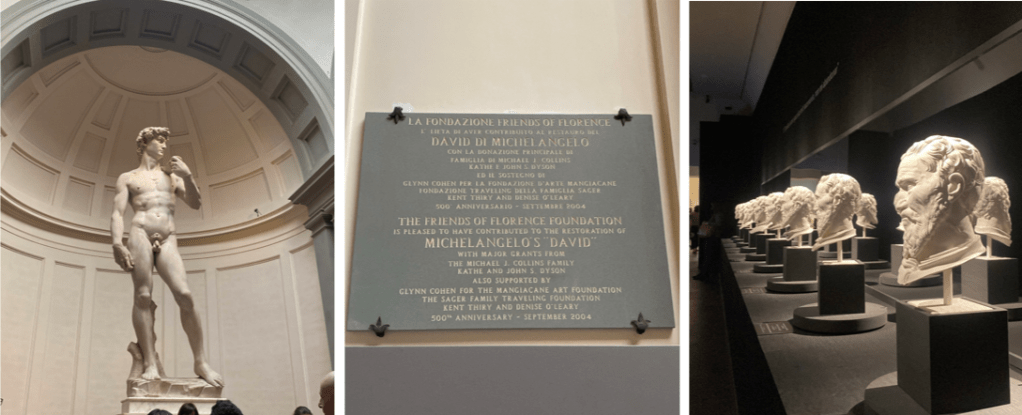 LA FONDAZIONE FRIENDS OF FLORENCE
E' LIETA DI AVER CONTRIBUITO AL RESTAURO DEL
DAVID DI MICHELANGELO
CON LA DONAZIONE PRINCIPALE DI
FAMIGLIA DI MICHAEL J. COLLINS
KATHE E JOHN S. DYSON
ED IL SOSTEGNO DI
GLYNN COHEN PER LA FONDAZIONE D'ARTE MANGIACANE
FONDAZIONE TRAVELING DELLA FAMIGLIA SAGER
KENT THIRY AND DENISE O'LEARY
500° ANNIVERSARIO - SETTEMBRE 2004
THE FRIENDS OF FLORENCE FOUNDATION
IS PLEASED TO HAVE CONTRIBUTED TO THE RESTORATION OF
MICHELANGELO'S "DAVID"
WITH MAJOR GRANTS FROM
THE MICHAEL J. COLLINS FAMILY
KATHE AND JOHN S. DYSON
ALSO SUPPORTED BY
GLYNN COHEN FOR THE MANGIACANE ART FOUNDATION
THE SAGER FAMILY TRAVELING FOUNDATION
KENT THIRY AND DENISE O'LEARY
500TH ANNIVERSARY - SEPTEMBER 2004